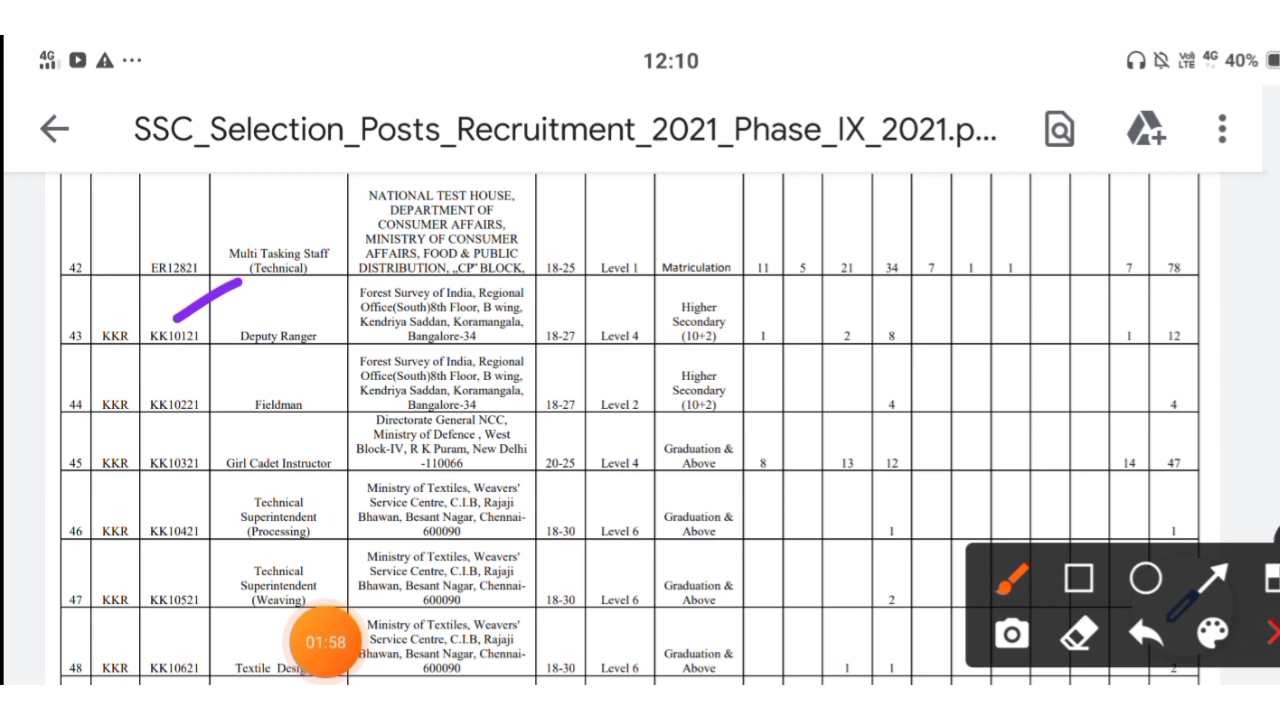 4G ... 12:10 VoI) LTE 4G 40%
SSC_Selection_Posts_Recruitment_2021_Phase_IX_2021.p...
NATIONAL TEST HOUSE,
DEPARTMENT OF
CONSUMER AFFAIRS,
MINISTRY OF CONSUMER
Multi Tasking Staff AFFAIRS, FOOD & PUBLIC
42 ER12821 (Technical) DISTRIBUTION, „CP‟ BLOCK, 18-25 Level 1 Matriculation 11 5 21 34 7 1 1 7 78
Forest Survey of India, Regional
Office(South)8th Floor, B wing, Higher
Kendriya Saddan, Koramangala, Secondary
43 KKR KK10121 Deputy Ranger Bangalore-34 18-27 Level 4 (10+2) 1 2 8 1 12
Forest Survey of India, Regional
Office(South)8th Floor, B wing, Higher
Kendriya Saddan, Koramangala, Secondary
44 KKR KK10221 Fieldman Bangalore-34 18-27 Level 2 (10+2) 4 4
Directorate General NCC,
Ministry of Defence , West
Block-IV, R K Puram, New Delhi Graduation &
45 KKR KK10321 Girl Cadet Instructor -110066 20-25 Level 4 Above 8 13 12 14 47
Ministry of Textiles, Weavers'
Technical Service Centre, C.I.B, Rajaji
Superintendent Bhawan, Besant Nagar, Chennai- Graduation &
46 KKR KK10421 (Processing) 600090 18-30 Level 6 Above 1 1
Ministry of Textiles, Weavers'
Technical Service Centre, C.I.B, Rajaji
Superintendent Bhawan, Besant Nagar, Chennai- Graduation &
47 KKR KK10521 (Weaving) 600090 18-30 Level 6 Above 2
Ministry of Textiles, Weavers'
01:58 Service Centre, C.I.B, Rajaji
Bhawan, Besant Nagar, Chennai- Graduation &
48 KKR KK10621 Textile 600090 18-30 Level 6 Above 1 1 2